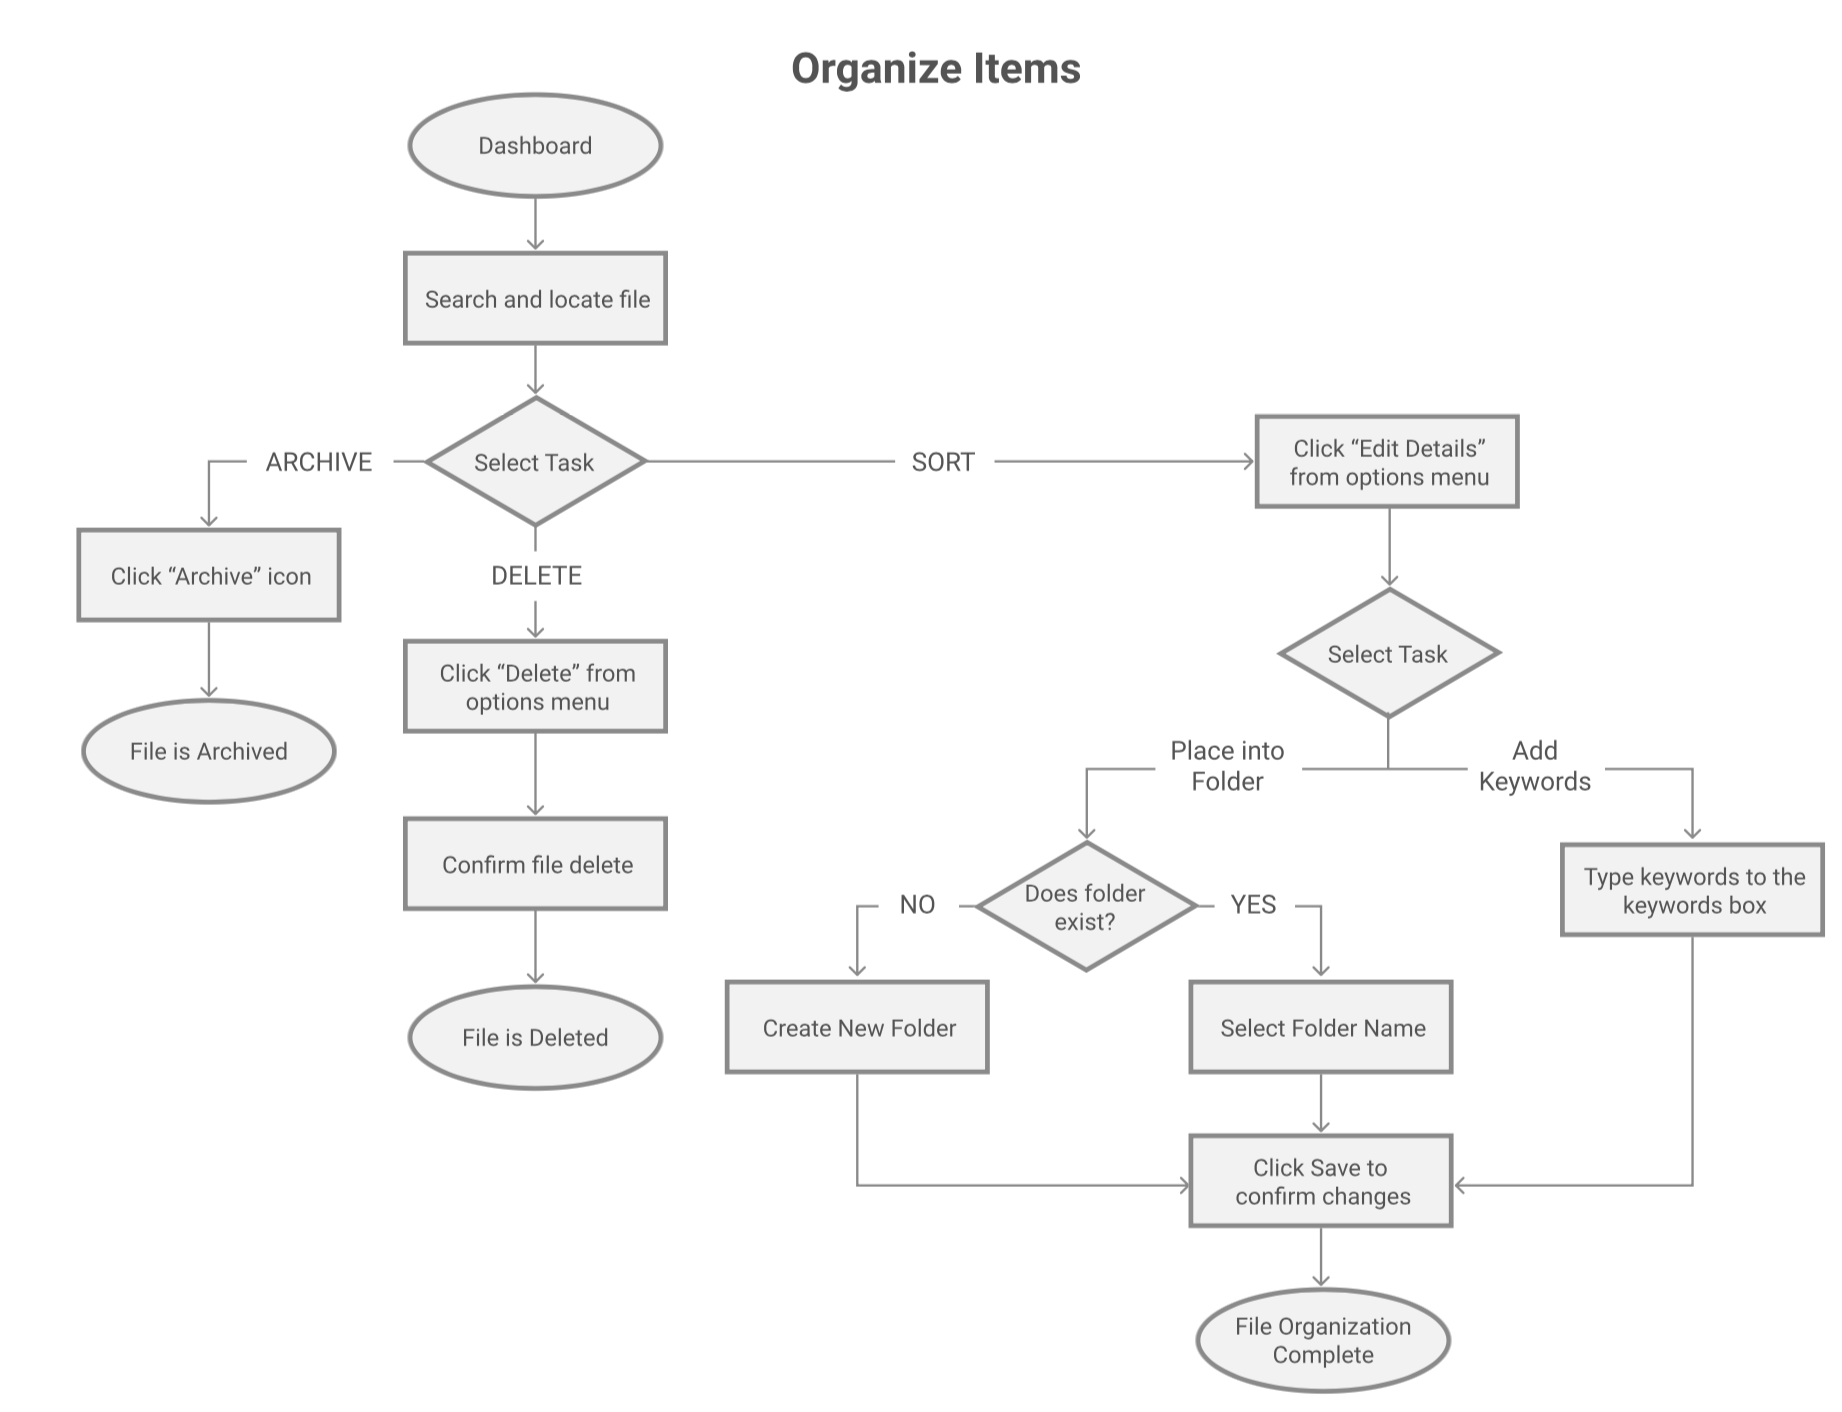 Organize Items
Dashboard
Search and locate file
Select Task
ARCHIVE
SORT
DELETE
Click “Archive” icon
File is Archived
Click “Delete” from
options menu
Confirm file delete
File is Deleted
Click “Edit Details”
from options menu
Select Task
Place into
Folder
Add
Keywords
Does folder
exist?
NO
YES
Create New Folder
Select Folder Name
Type keywords to the
keywords box
Click Save to
confirm changes
File Organization
Complete